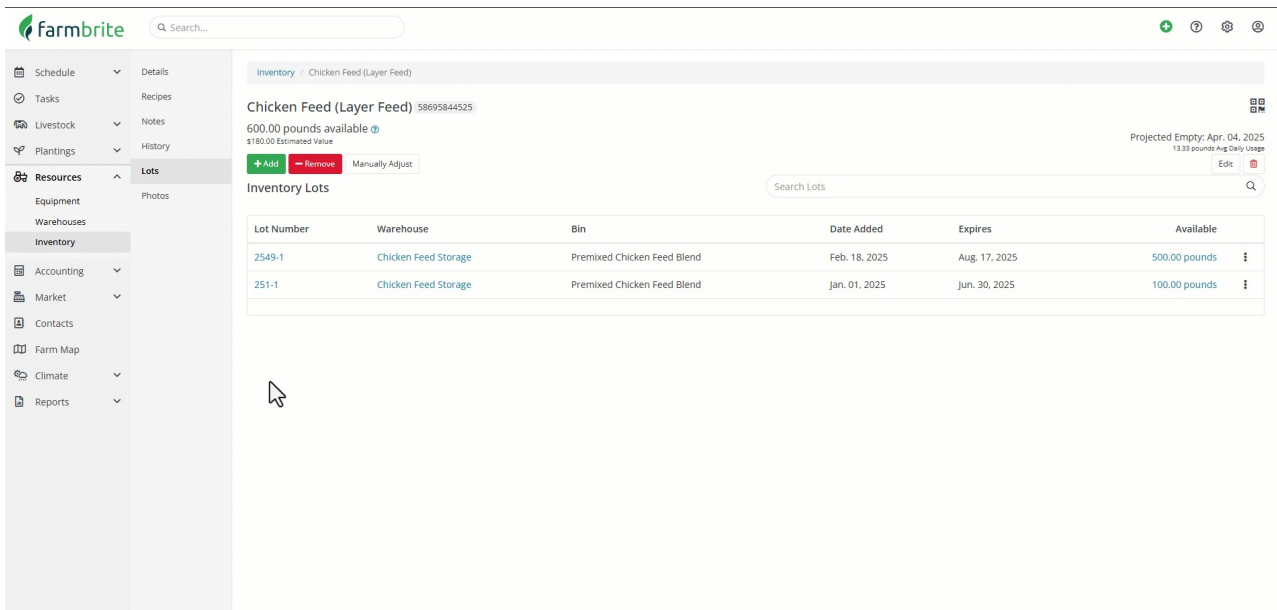 farmbrite
Search...
Schedule
Tasks
Livestock
Plantings
Resources
Equipment
Warehouses
Inventory
Accounting
Market
Contacts
Farm Map
Climate
Reports
Details
Recipes
Notes
History
Lots
Photos
Inventory / Chicken Feed (Layer Feed)
Chicken Feed (Layer Feed) 58695844525
600.00 pounds available ?
$180.00 Estimated Value
Projected Empty: Apr. 04, 2025
13.33 pounds Avg Daily Usage
+ Add − Remove Manually Adjust Edit
Inventory Lots Search Lots
Lot Number Warehouse Bin Date Added Expires Available
2549-1 Chicken Feed Storage Premixed Chicken Feed Blend Feb. 18, 2025 Aug. 17, 2025 500.00 pounds
251-1 Chicken Feed Storage Premixed Chicken Feed Blend Jan. 01, 2025 Jun. 30, 2025 100.00 pounds